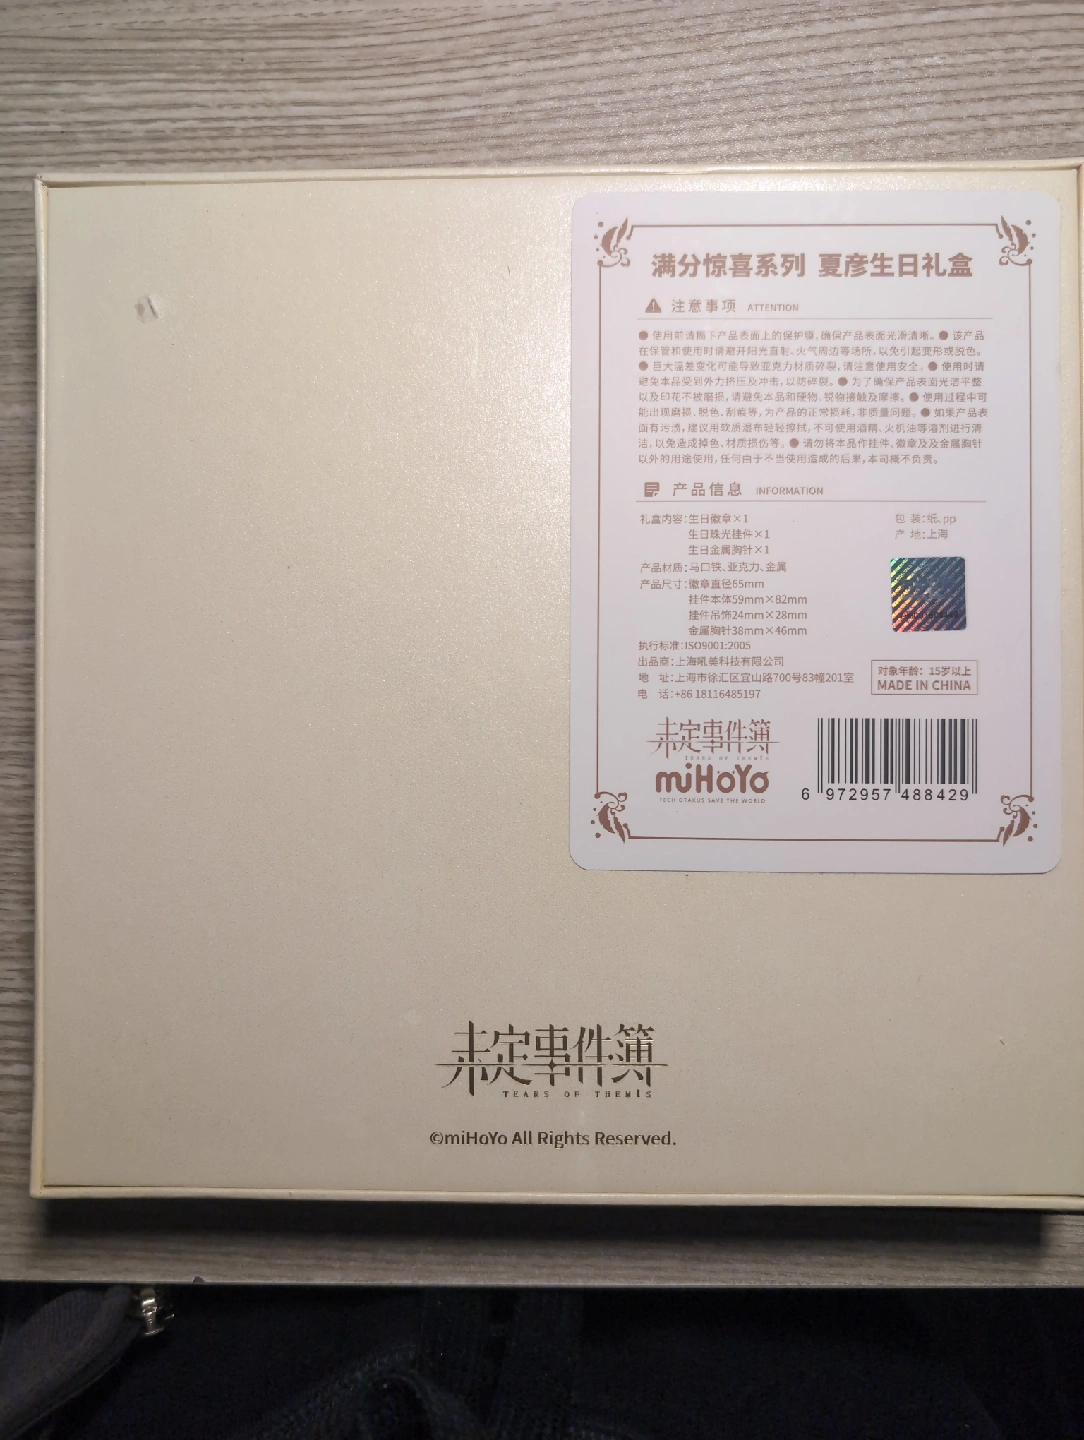 满分惊喜系列 夏彦生日礼盒
注意事项 ATTENTION
● 使用前请撕下产品表面上的保护膜,确保产品表面光滑清晰。● 该产品
在保管和使用时请避开阳光直射、火气周边等场所,以免引起变形或脱色。
● 巨大温差变化可能导致亚克力材质碎裂,请注意使用安全。● 使用时请
避免本品受到外力挤压及冲击,以防碎裂。● 为了确保产品表面光洁平整
以及印花不被磨损,请避免本品和硬物、锐物接触及摩擦。● 使用过程中可
能出现磨损、脱色、刮痕等,为产品的正常损耗,非质量问题。● 如果产品表
面有污渍,建议用软质湿布轻轻擦拭,不可使用酒精、火机油等溶剂进行清
洁,以免造成掉色、材质损伤等。● 请勿将本品作挂件、徽章及及金属胸针
以外的用途使用,任何由于不当使用造成的后果,本司概不负责。
产品信息 INFORMATION
礼盒内容:生日徽章×1 包 装:纸、pp
生日珠光挂件×1 产 地:上海
生日金属胸针×1
产品材质:马口铁、亚克力、金属
产品尺寸:徽章直径65mm
挂件本体59mm×82mm
挂件吊饰24mm×28mm
金属胸针38mm×46mm
执行标准:ISO9001:2005
出品商:上海吼美科技有限公司
地 址:上海市徐汇区宜山路700号83幢201室
电 话:+86 18116485197
对象年龄:15岁以上
MADE IN CHINA
未定事件簿
TEARS OF THEMIS
miHoYo
TECH OTAKUS SAVE THE WORLD
6 972957 488429
未定事件簿
TEARS OF THEMIS
©miHoYo All Rights Reserved.